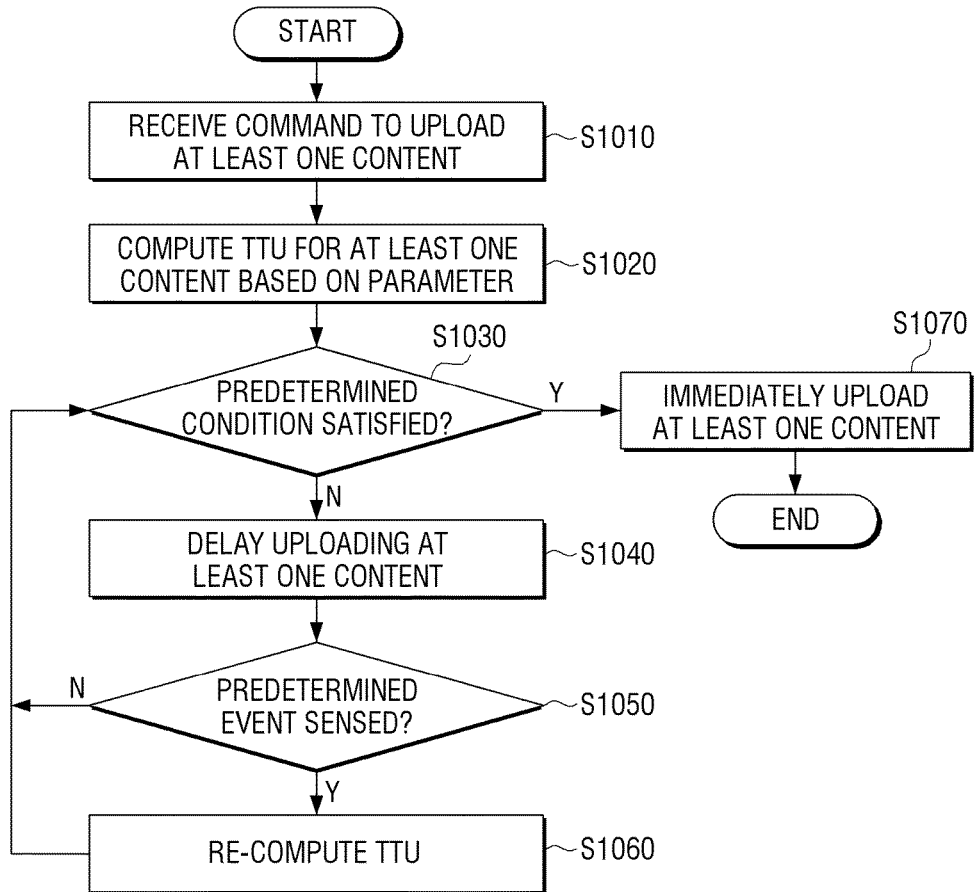 START
RECEIVE COMMAND TO UPLOAD
AT LEAST ONE CONTENT
S1010
COMPUTE TTU FOR AT LEAST ONE
CONTENT BASED ON PARAMETER
S1020
S1030
PREDETERMINED
CONDITION SATISFIED?
Y
S1070
IMMEDIATELY UPLOAD
AT LEAST ONE CONTENT
END
N
DELAY UPLOADING AT
LEAST ONE CONTENT
S1040
N
PREDETERMINED
EVENT SENSED?
S1050
Y
RE-COMPUTE TTU
S1060